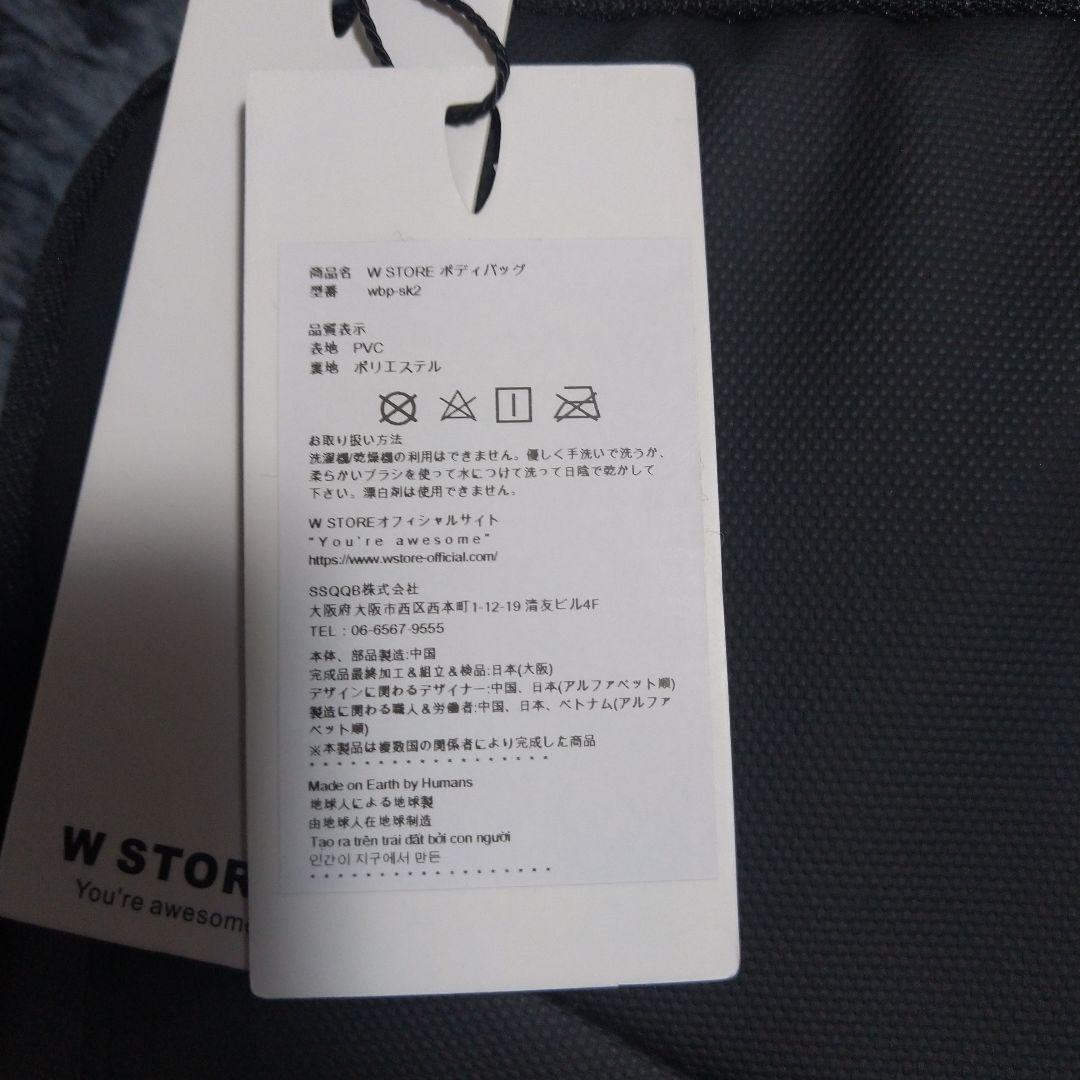 商品名 W STORE ボディバッグ
型番 wbp-sk2
品質表示
表地 PVC
裏地 ポリエステル
お取り扱い方法
洗濯機/乾燥機の利用はできません。優しく手洗いで洗うか、
柔らかいブラシを使って水につけて洗って日陰で乾かして
下さい。漂白剤は使用できません。
W STOREオフィシャルサイト
"You're awesome"
https://www.wstore-official.com/
SSQQB株式会社
大阪府大阪市西区西本町1-12-19 清友ビル4F
TEL : 06-6567-9555
本体、部品製造:中国
完成品最終加工&組立&検品:日本(大阪)
デザインに関わるデザイナー:中国、日本(アルファベット順)
製造に関わる職人&労働者:中国、日本、ベトナム(アルファ
ベット順)
※本製品は複数国の関係者により完成した商品
Made on Earth by Humans
地球人による地球製
由地球人在地球制造
Tạo ra trên trái đất bởi con người
인간이 지구에서 만든
W STOR
You're awesome